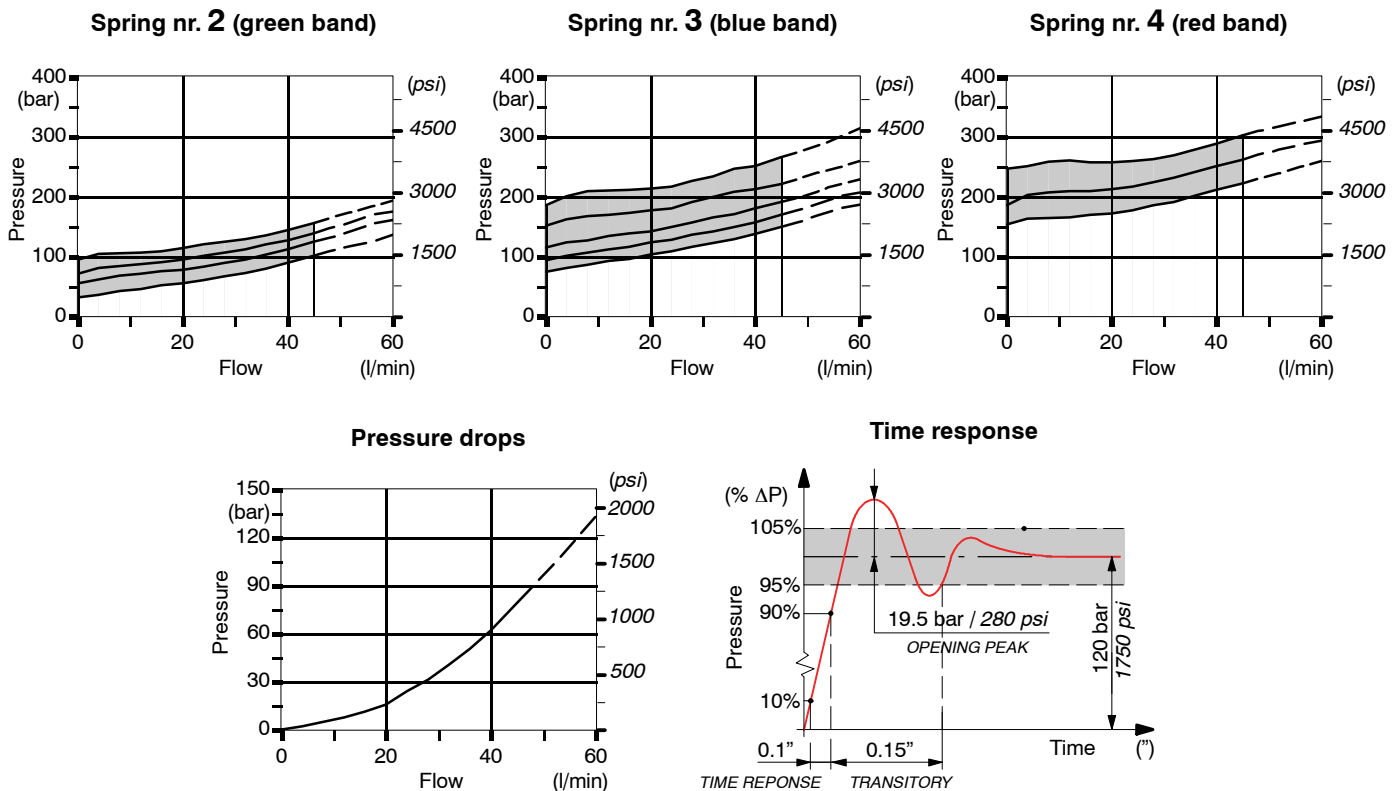 Spring nr. 2 (green band)
400
(bar)
300
200
100
0
Pressure
(psi)
4500
3000
1500
0
20
40
60
Flow
(l/min)
Spring nr. 3 (blue band)
400
(bar)
300
200
100
0
Pressure
(psi)
4500
3000
1500
0
20
40
60
Flow
(l/min)
Spring nr. 4 (red band)
400
(bar)
300
200
100
0
Pressure
(psi)
4500
3000
1500
0
20
40
60
Flow
(l/min)
Pressure drops
150
(bar)
120
90
60
30
0
Pressure
(psi)
2000
1500
1000
500
0
20
40
60
Flow
(l/min)
Time response
(% ΔP)
105%
95%
90%
10%
Pressure
19.5 bar / 280 psi
OPENING PEAK
120 bar
1750 psi
Time
(”)
0.1”
0.15”
TIME REPONSE
TRANSITORY